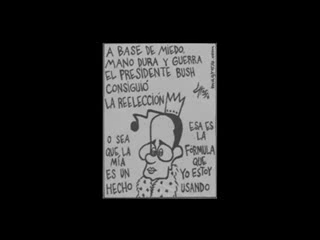 A BASE DE MIEDO,
MANO DURA Y GUERRA
EL PRESIDENTE BUSH
CONSIGUIÓ
LA REELECCIÓN
O SEA
QUE, LA
MÍA
ES UN
HECHO
ESA ES
LA
FORMULA
QUE
YO ESTOY
USANDO